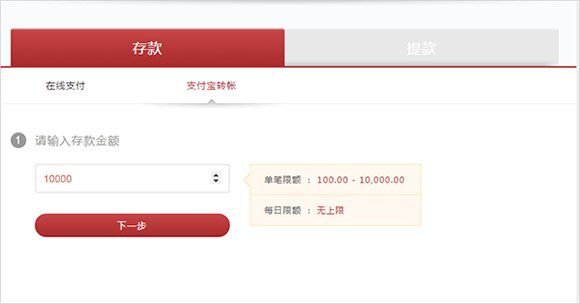 存款
提款
在线支付
支付宝转帐
1 请输入存款金额
10000
单笔限额 : 100.00 - 10,000.00
每日限额 : 无上限
下一步